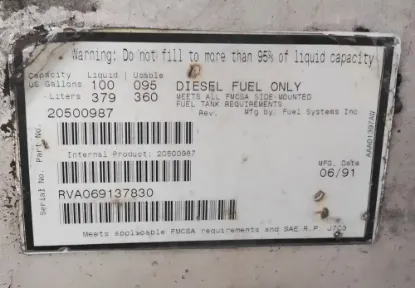 Warning: Do not fill to more than 95% of liquid capacity
Capacity Liquid | Usable
US Gallons 100 095 DIESEL FUEL ONLY
Liters 379 360 MEETS ALL FMCSA SIDE-MOUNTED
FUEL TANK REQUIREMENTS
20500987 Rev. Mfg by: Fuel Systems Inc
Part No.
Internal Product: 20500987
MFG. Date
06/91
Serial No.
RVA069137830
Meets applicable FMCSA requirements and SAE R.P. J703